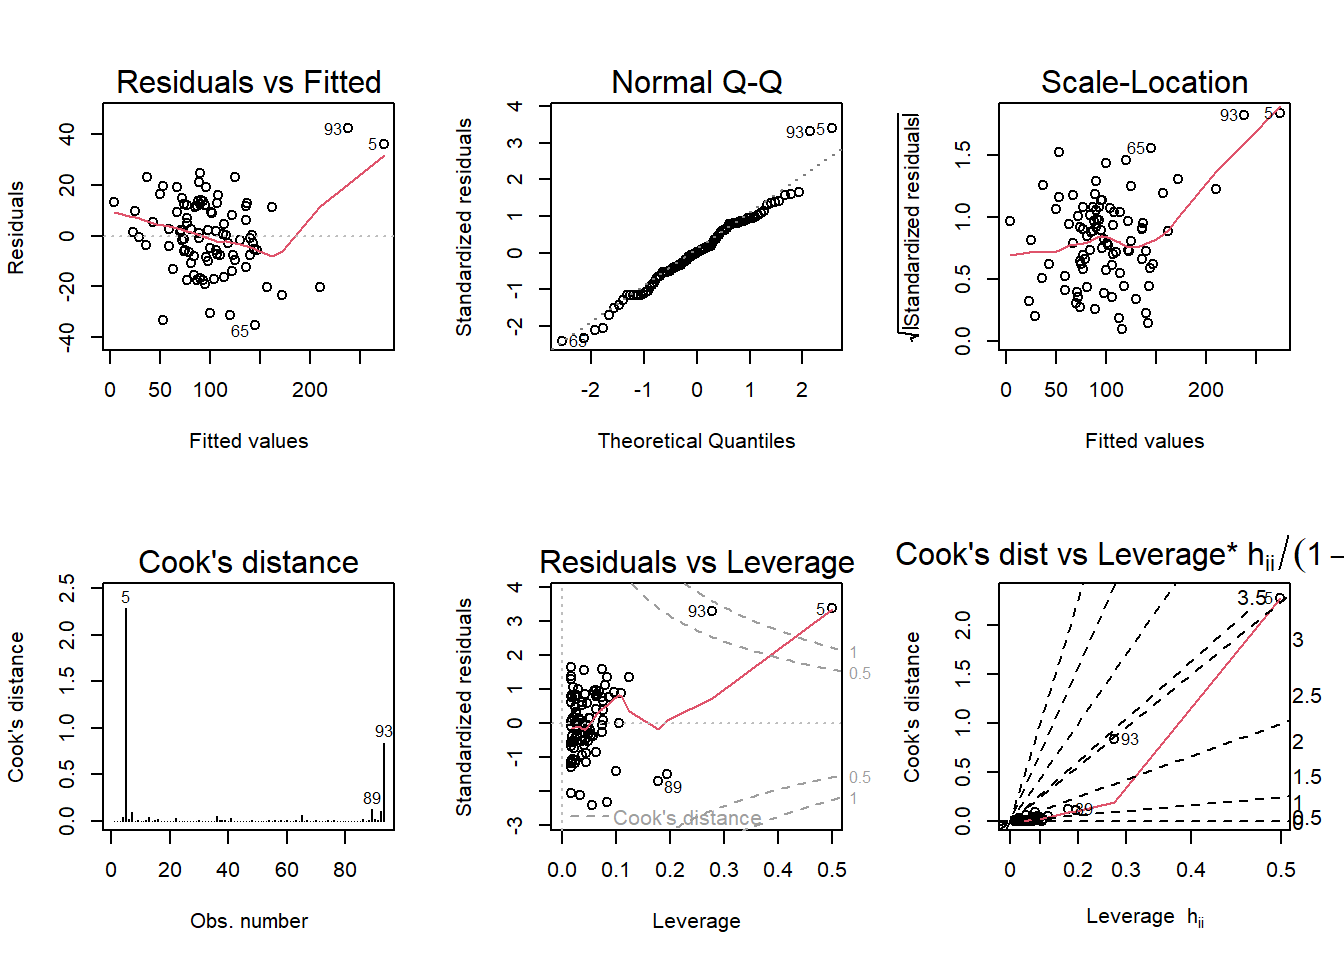 Residuals vs Fitted
Residuals
40
20
0
-20
-40
93
5
65
0 50 100 200
Fitted values
Normal Q-Q
Standardized residuals
4
3
2
1
0
-1
-2
93 5
65
-2 -1 0 1 2
Theoretical Quantiles
Scale-Location
√|Standardized residuals|
1.5
1.0
0.5
0.0
93
5
65
0 50 100 200
Fitted values
Cook's distance
Cook's distance
2.5
2.0
1.5
1.0
0.5
0.0
5
93
89
0 20 40 60 80
Obs. number
Residuals vs Leverage
Standardized residuals
4
3
2
1
0
-1
-3
93
5
89
1
0.5
0.5
1
Cook's distance
0.0 0.1 0.2 0.3 0.4 0.5
Leverage
Cook's dist vs Leverage* hii/(1 –
Cook's distance
2.0
1.5
1.0
0.5
0.0
3.5
5
93
89
3
2.5
2
1.5
1
0.5
0
0 0.2 0.3 0.4 0.5
Leverage hii